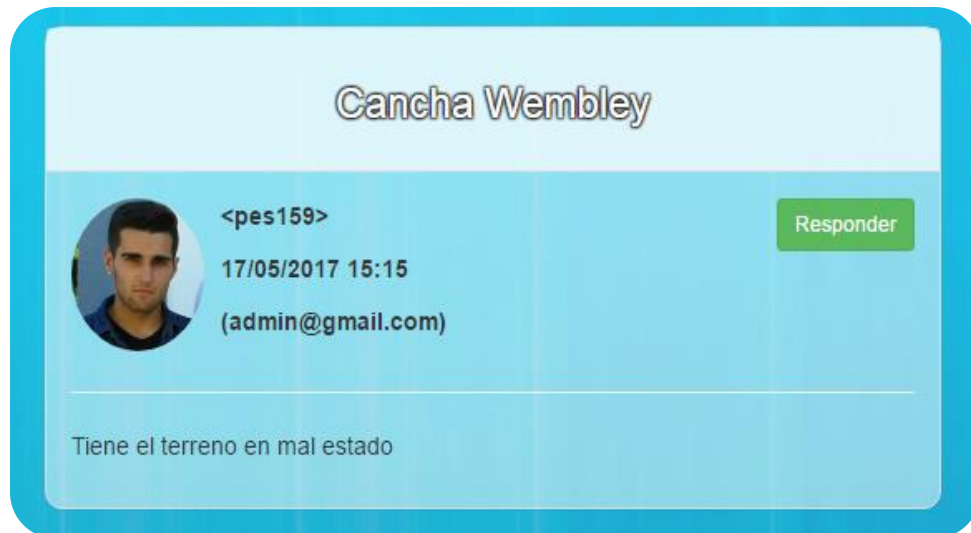 Cancha Wembley
<pes159>
Responder
17/05/2017 15:15
(admin@gmail.com)
Tiene el terreno en mal estado